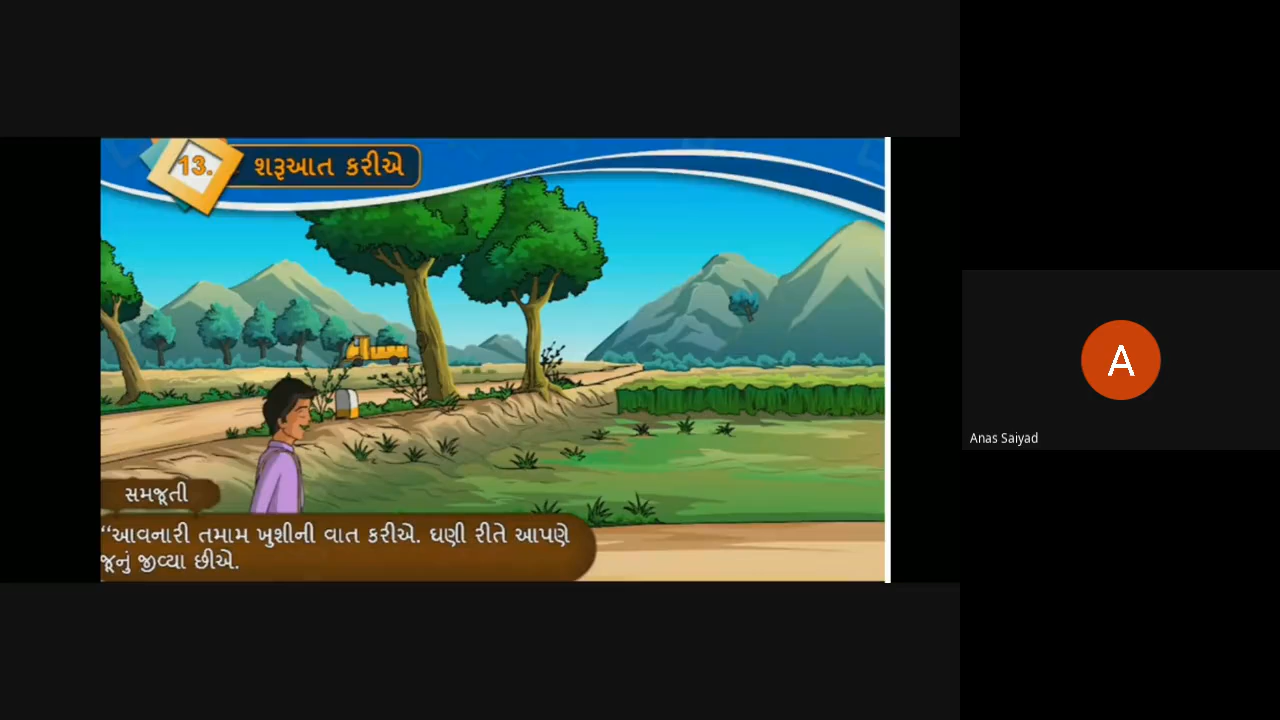 13. શરૂઆત કરીએ
સમજૂતી
“આવનારી તમામ ખુશીની વાત કરીએ. ઘણી રીતે આપણે
જૂનું જીવ્યા છીએ.
A
Anas Saiyad